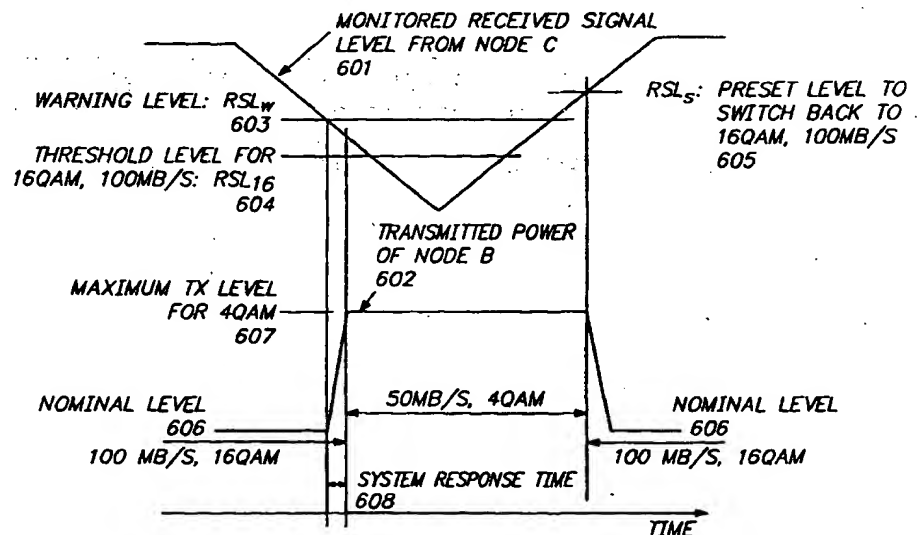 MONITORED RECEIVED SIGNAL
LEVEL FROM NODE C
601
WARNING LEVEL: RSLW
603
RSLS: PRESET LEVEL TO
SWITCH BACK TO
16QAM, 100MB/S
605
THRESHOLD LEVEL FOR
16QAM, 100MB/S: RSL16
604
TRANSMITTED POWER
OF NODE B
602
MAXIMUM TX LEVEL
FOR 4QAM
607
50MB/S, 4QAM
NOMINAL LEVEL
606
100 MB/S, 16QAM
NOMINAL LEVEL
606
100 MB/S, 16QAM
SYSTEM RESPONSE TIME
608
TIME